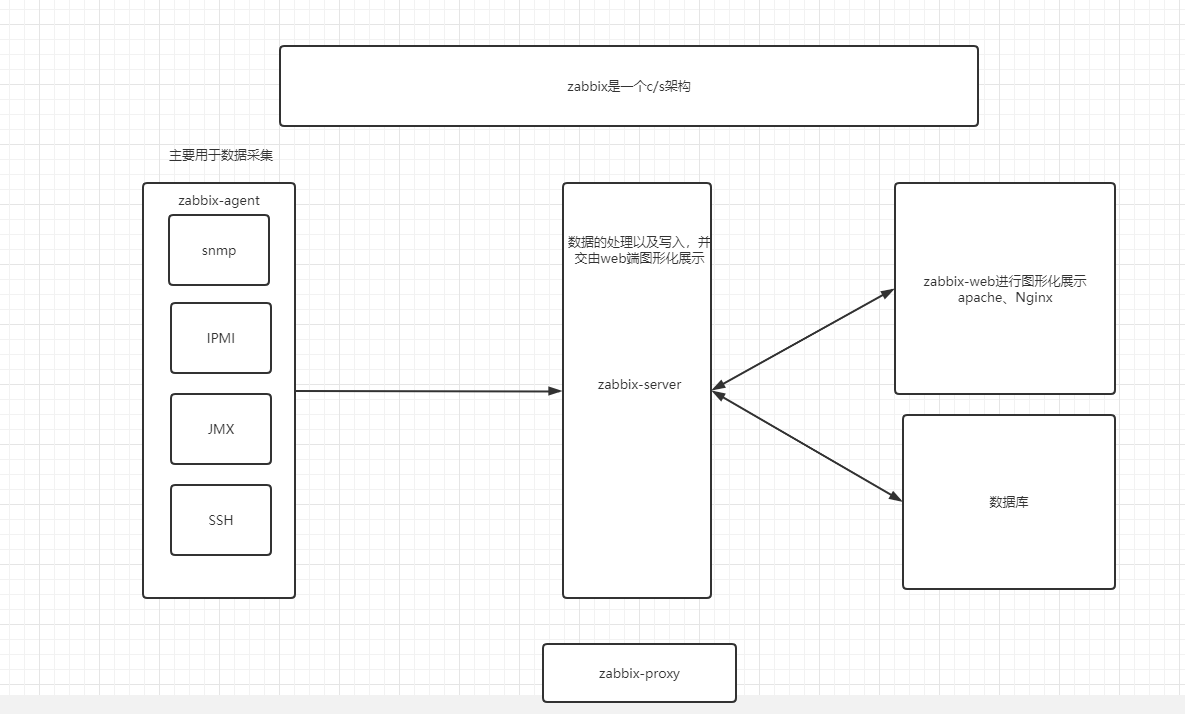 zabbix是一个c/s架构
主要用于数据采集
zabbix-agent
snmp
IPMI
JMX
SSH
数据的处理以及写入，并
交由web端图形化展示
zabbix-server
zabbix-web进行图形化展示
apache、Nginx
数据库
zabbix-proxy